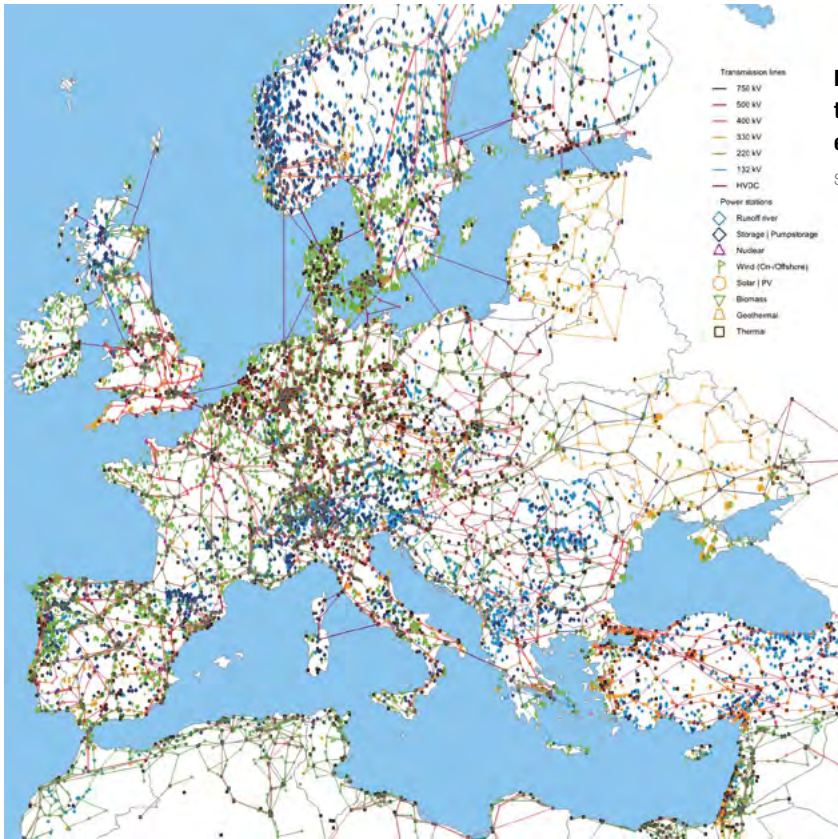 Transmission lines
750 kV
500 kV
400 kV
330 kV
220 kV
132 kV
HVDC
Power stations
Runoff river
Storage | Pumpstorage
Nuclear
Wind (On-/Offshore)
Solar | PV
Biomass
Geothermal
Thermal